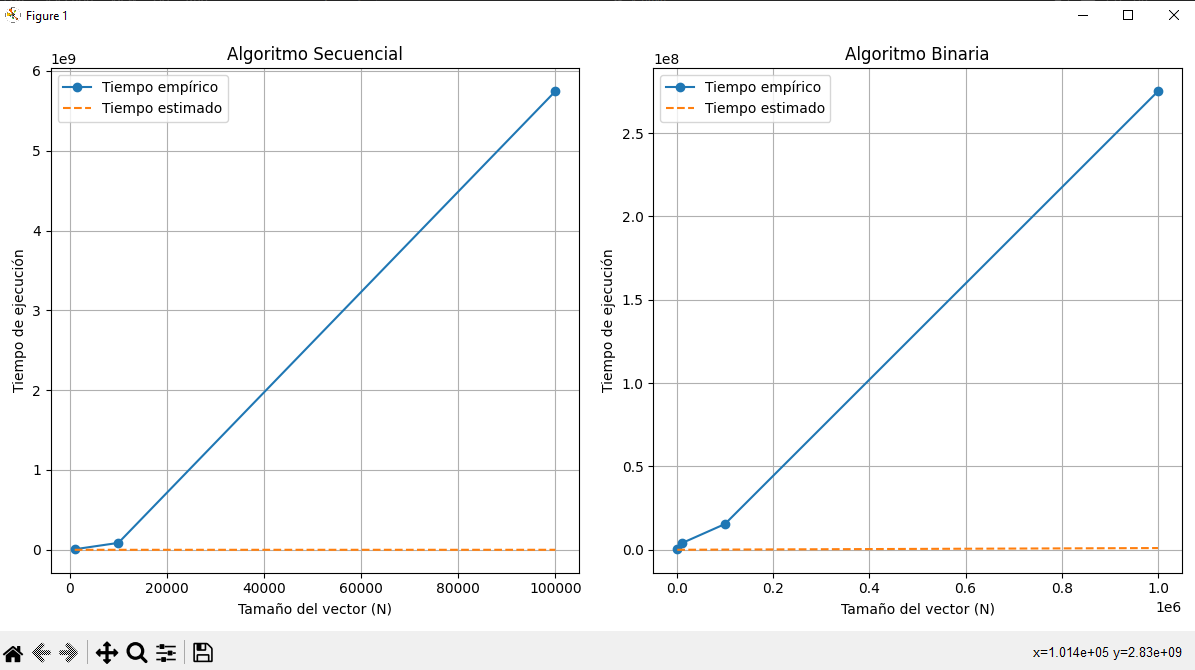 Figure 1
Algoritmo Secuencial
1e9
Tiempo empírico
Tiempo estimado
6
5
4
3
2
1
0
Tiempo de ejecución
0 20000 40000 60000 80000 100000
Tamaño del vector (N)
Algoritmo Binaria
1e8
Tiempo empírico
Tiempo estimado
2.5
2.0
1.5
1.0
0.5
0.0
Tiempo de ejecución
0.0 0.2 0.4 0.6 0.8 1.0
1e6
Tamaño del vector (N)
x=1.014e+05 y=2.83e+09